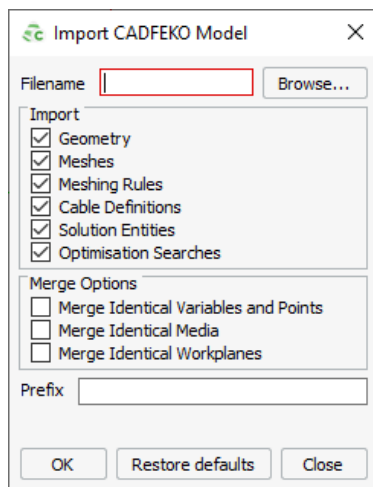 Import CADFEKO Model
Filename Browse...
Import
Geometry
Meshes
Meshing Rules
Cable Definitions
Solution Entities
Optimisation Searches
Merge Options
Merge Identical Variables and Points
Merge Identical Media
Merge Identical Workplanes
Prefix
OK Restore defaults Close